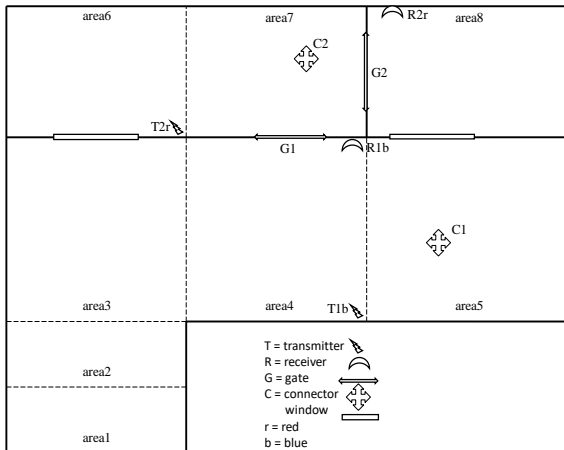 area6
area7
R2r
area8
C2
G2
T2r
G1
R1b
C1
area3
area4
T1b
area5
area2
area1
T = transmitter
R = receiver
G = gate
C = connector
window
r = red
b = blue